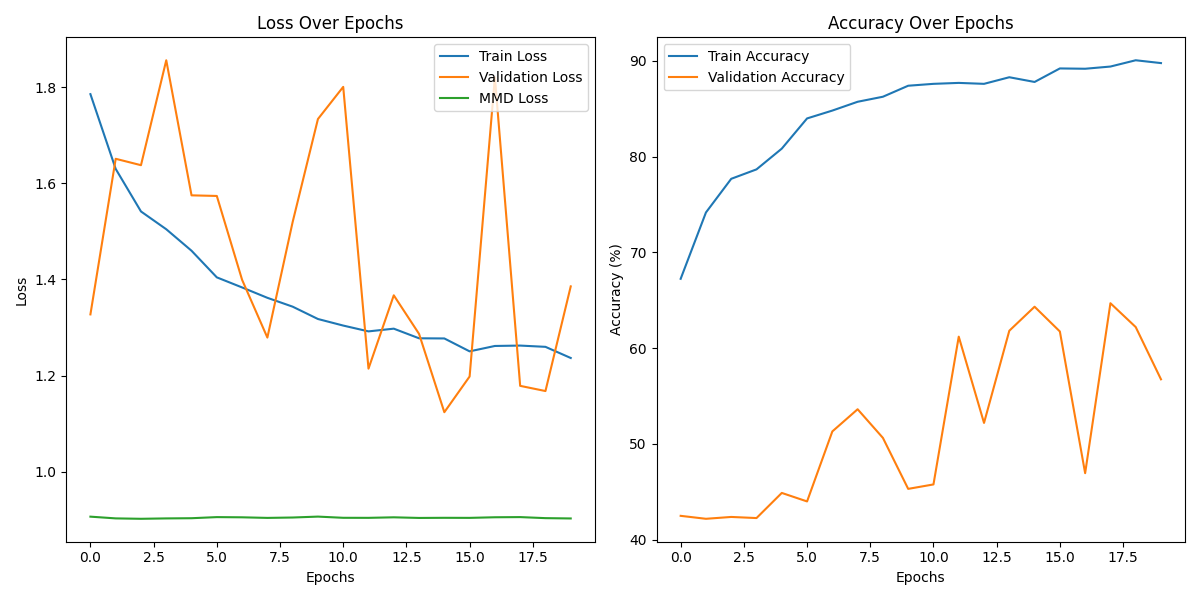 Loss Over Epochs
Train Loss
Validation Loss
MMD Loss
Loss
1.8
1.6
1.4
1.2
1.0
0.0 2.5 5.0 7.5 10.0 12.5 15.0 17.5
Epochs
Accuracy Over Epochs
Train Accuracy
Validation Accuracy
Accuracy (%)
90
80
70
60
50
40
0.0 2.5 5.0 7.5 10.0 12.5 15.0 17.5
Epochs